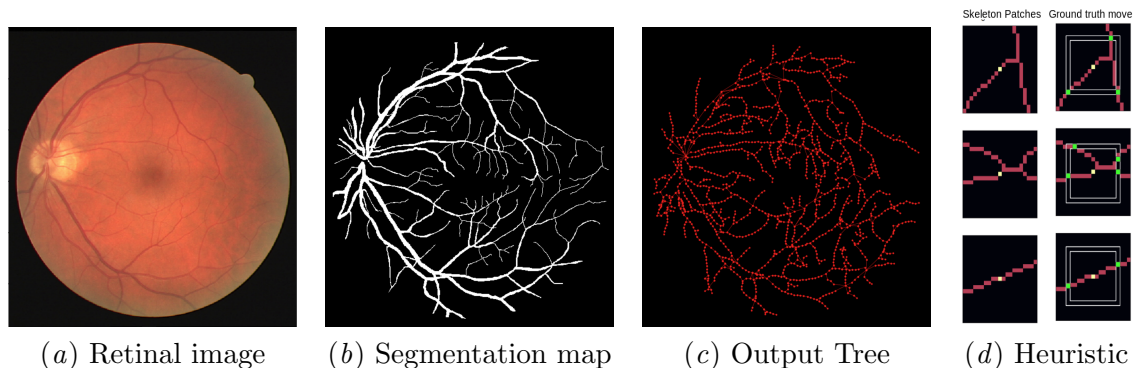 Skeleton Patches Ground truth move
(a) Retinal image (b) Segmentation map (c) Output Tree (d) Heuristic